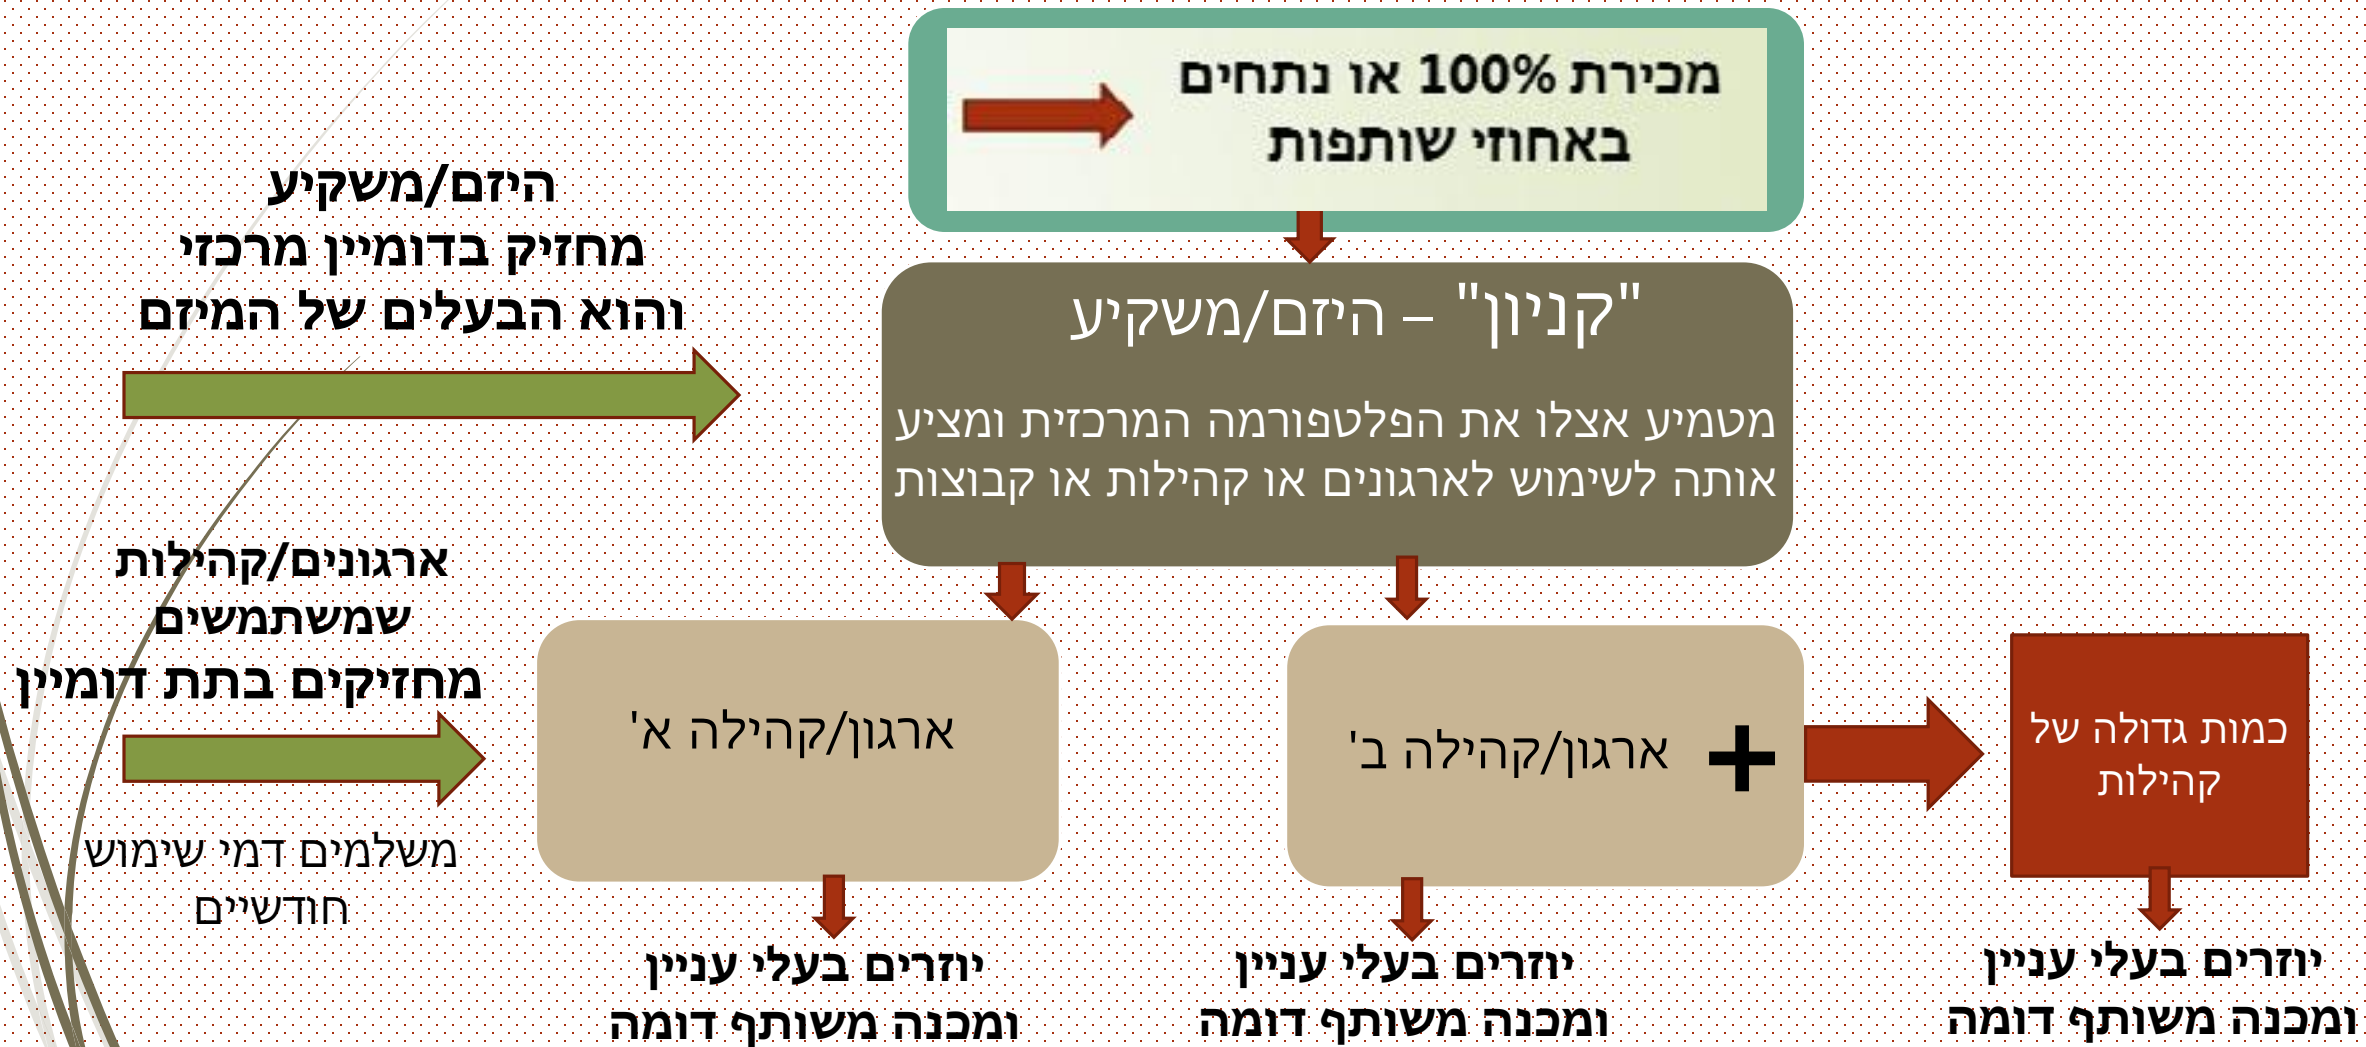 מכירת 100% או נתחים
באחוזי שותפות
היזם/משקיע
מחזיק בדומיין מרכזי
והוא הבעלים של המיזם
"קניון" – היזם/משקיע
מטמיע אצלו את הפלטפורמה המרכזית ומציע
אותה לשימוש לארגונים או קהילות או קבוצות
ארגונים/קהילות
שמשתמשים
מחזיקים בתת דומיין
משלמים דמי שימוש
חודשיים
ארגון/קהילה א'
ארגון/קהילה ב'
+
כמות גדולה של
קהילות
יוזרים בעלי עניין
ומכנה משותף דומה
יוזרים בעלי עניין
ומכנה משותף דומה
יוזרים בעלי עניין
ומכנה משותף דומה